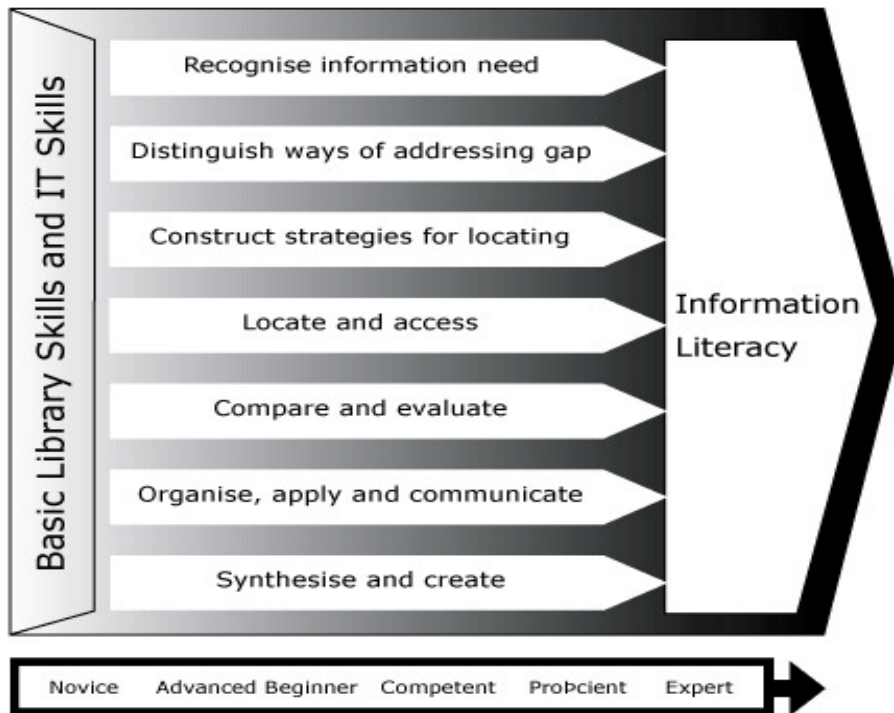 Basic Library Skills and IT Skills
Recognise information need
Distinguish ways of addressing gap
Construct strategies for locating
Locate and access
Compare and evaluate
Organise, apply and communicate
Synthesise and create
Information
Literacy
Novice Advanced Beginner Competent ProÞcient Expert